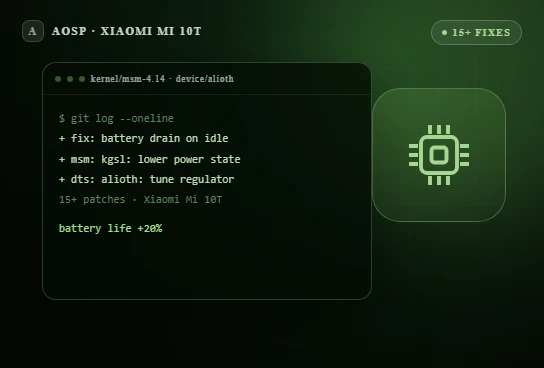 A AOSP · XIAOMI MI 10T
15+ FIXES
kernel/msm-4.14 · device/alioth
$ git log --oneline
+ fix: battery drain on idle
+ msm: kgsl: lower power state
+ dts: alioth: tune regulator
15+ patches · Xiaomi Mi 10T
battery life +20%